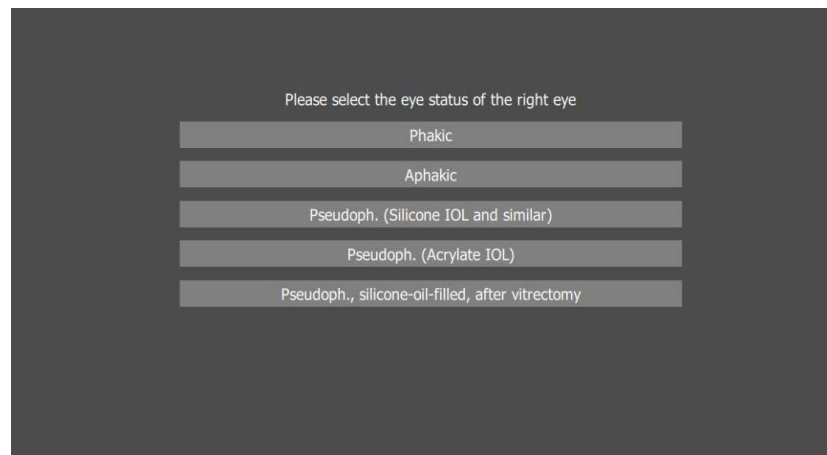 Please select the eye status of the right eye
Phakic
Aphakic
Pseudoph. (Silicone IOL and similar)
Pseudoph. (Acrylate IOL)
Pseudoph., silicone-oil-filled, after vitrectomy